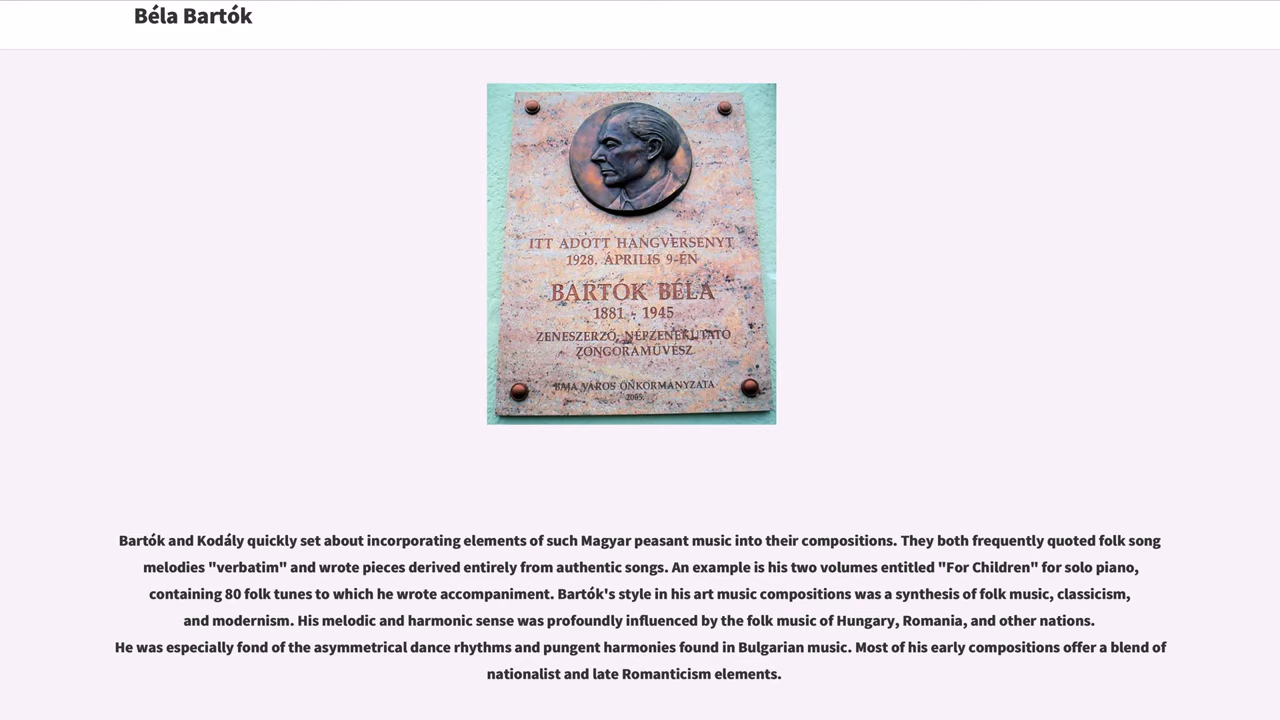 Béla Bartók
ITT ADOTT HANGVERSENYT
1928. ÁPRILIS 9-ÉN
BARTÓK BÉLA
1881 - 1945
ZENESZERZŐ, NÉPZENEKUTATÓ
ZONGORAMŰVÉSZ
BAJA VÁROS ÖNKORMÁNYZATA
2005.
Bartók and Kodály quickly set about incorporating elements of such Magyar peasant music into their compositions. They both frequently quoted folk song
melodies "verbatim" and wrote pieces derived entirely from authentic songs. An example is his two volumes entitled "For Children" for solo piano,
containing 80 folk tunes to which he wrote accompaniment. Bartók's style in his art music compositions was a synthesis of folk music, classicism,
and modernism. His melodic and harmonic sense was profoundly influenced by the folk music of Hungary, Romania, and other nations.
He was especially fond of the asymmetrical dance rhythms and pungent harmonies found in Bulgarian music. Most of his early compositions offer a blend of
nationalist and late Romanticism elements.